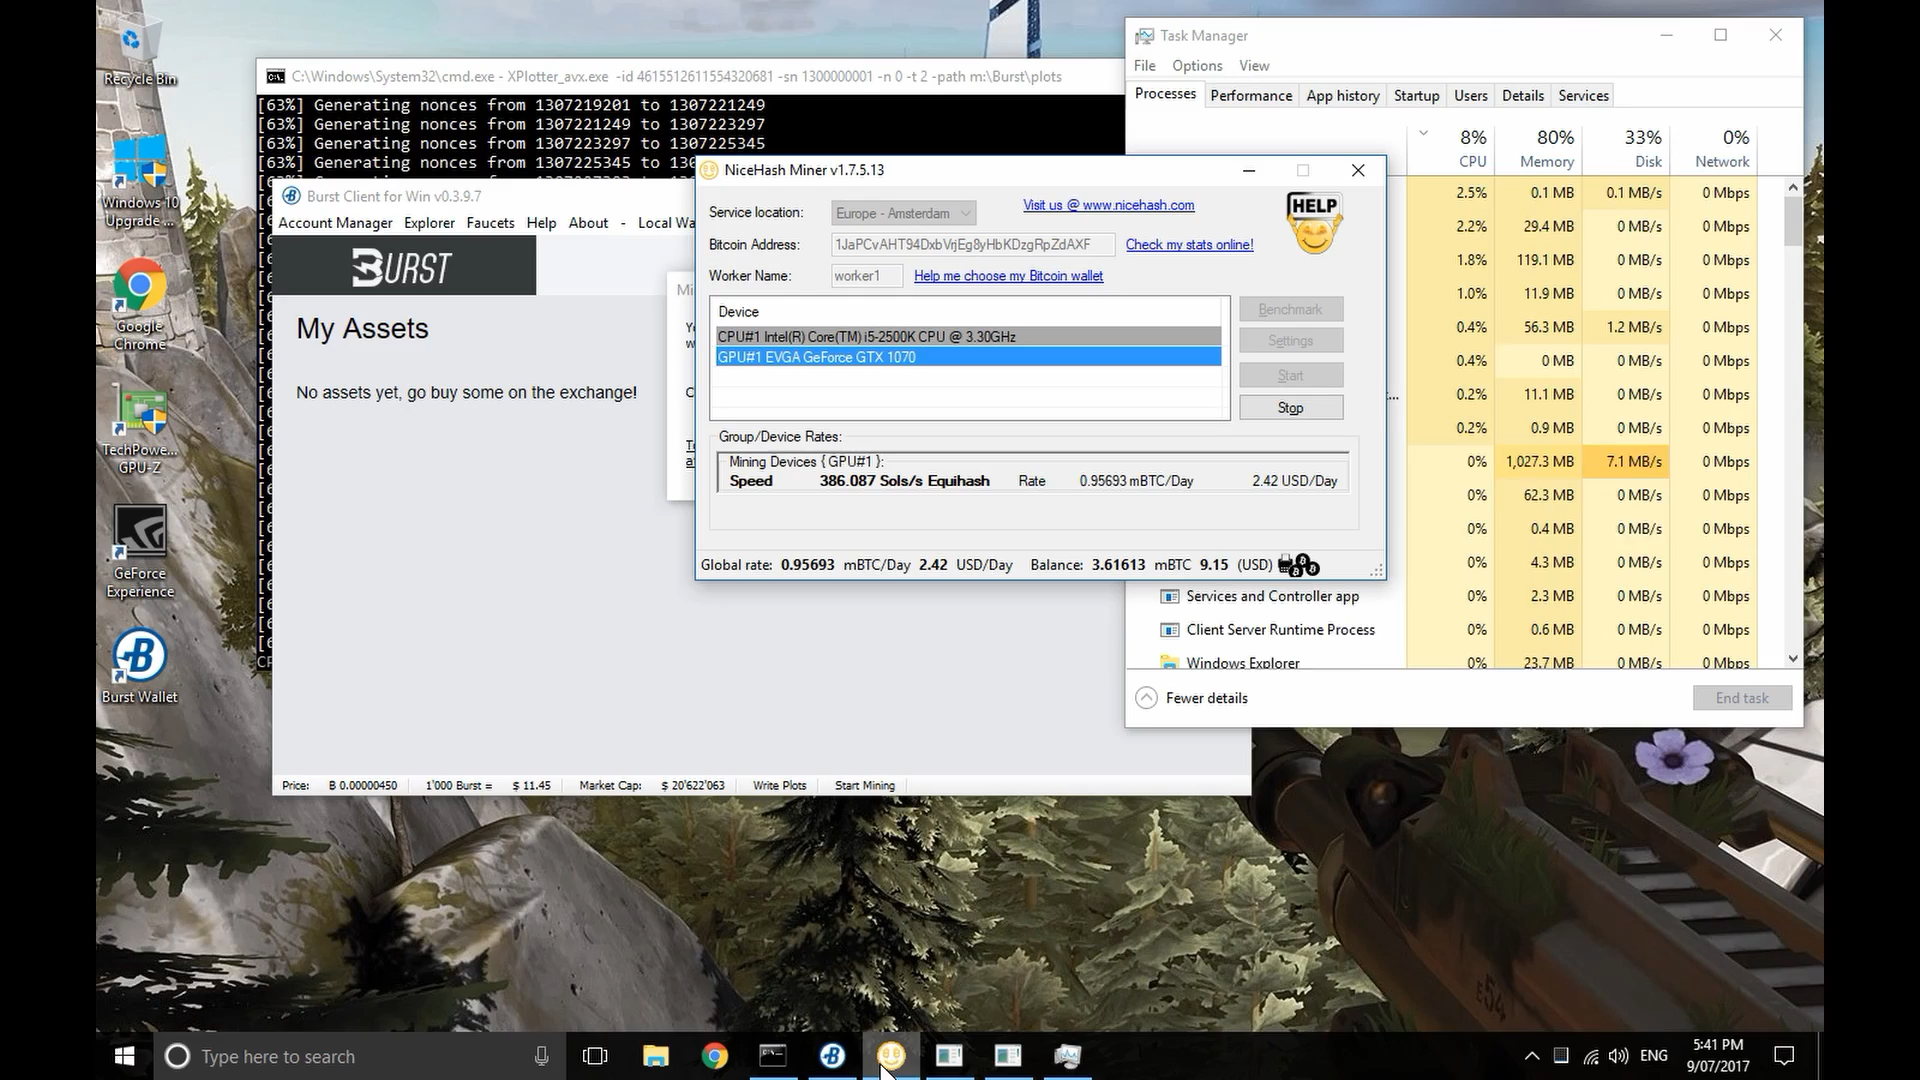 Recycle Bin
Windows 10
Upgrade ...
Google
Chrome
TechPowe...
GPU-Z
GeForce
Experience
Burst Wallet
C:\Windows\System32\cmd.exe - XPlotter_avx.exe -id 4615512611554320681 -sn 1300000001 -n 0 -t 2 -path m:\Burst\plots
[63%] Generating nonces from 1307219201 to 1307221249
[63%] Generating nonces from 1307221249 to 1307223297
[63%] Generating nonces from 1307223297 to 1307225345
[63%] Generating nonces from 1307225345 to
Burst Client for Win v0.3.9.7
Account Manager Explorer Faucets Help About - Local Wa
BURST
My Assets
No assets yet, go buy some on the exchange!
Price: B 0.00000450 1'000 Burst = $ 11.45 Market Cap: $ 20'622'063 Write Plots Start Mining
NiceHash Miner v1.7.5.13
Service location: Europe - Amsterdam Visit us @ www.nicehash.com
HELP
Bitcoin Address: 1JaPCvAHT94DxbVrjEg8yHbKDzgRpZdAXF Check my stats online!
Worker Name: worker1 Help me choose my Bitcoin wallet
Device
CPU#1 Intel(R) Core(TM) i5-2500K CPU @ 3.30GHz
GPU#1 EVGA GeForce GTX 1070
Benchmark
Settings
Start
Stop
Group/Device Rates:
Mining Devices { GPU#1 }:
Speed 386.087 Sols/s Equihash Rate 0.95693 mBTC/Day 2.42 USD/Day
Global rate: 0.95693 mBTC/Day 2.42 USD/Day Balance: 3.61613 mBTC 9.15 (USD)
Task Manager
File Options View
Processes Performance App history Startup Users Details Services
8% 80% 33% 0%
CPU Memory Disk Network
2.5% 0.1 MB 0.1 MB/s 0 Mbps
2.2% 29.4 MB 0 MB/s 0 Mbps
1.8% 119.1 MB 0 MB/s 0 Mbps
1.0% 11.9 MB 0 MB/s 0 Mbps
0.4% 56.3 MB 1.2 MB/s 0 Mbps
0.4% 0 MB 0 MB/s 0 Mbps
... 0.2% 11.1 MB 0 MB/s 0 Mbps
0.2% 0.9 MB 0 MB/s 0 Mbps
0% 1,027.3 MB 7.1 MB/s 0 Mbps
0% 62.3 MB 0 MB/s 0 Mbps
0% 0.4 MB 0 MB/s 0 Mbps
0% 4.3 MB 0 MB/s 0 Mbps
Services and Controller app 0% 2.3 MB 0 MB/s 0 Mbps
Client Server Runtime Process 0% 0.6 MB 0 MB/s 0 Mbps
Windows Explorer 0% 23.7 MB 0 MB/s 0 Mbps
Fewer details End task
E54
Type here to search
ENG
5:41 PM
9/07/2017